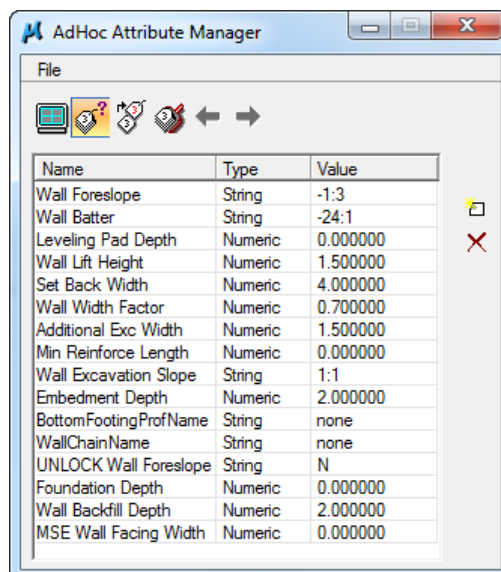 AdHoc Attribute Manager
File
Name Type Value
Wall Foreslope String -1:3
Wall Batter String -24:1
Leveling Pad Depth Numeric 0.000000
Wall Lift Height Numeric 1.500000
Set Back Width Numeric 4.000000
Wall Width Factor Numeric 0.700000
Additional Exc Width Numeric 1.500000
Min Reinforce Length Numeric 0.000000
Wall Excavation Slope String 1:1
Embedment Depth Numeric 2.000000
BottomFootingProfName String none
WallChainName String none
UNLOCK Wall Foreslope String N
Foundation Depth Numeric 0.000000
Wall Backfill Depth Numeric 2.000000
MSE Wall Facing Width Numeric 0.000000